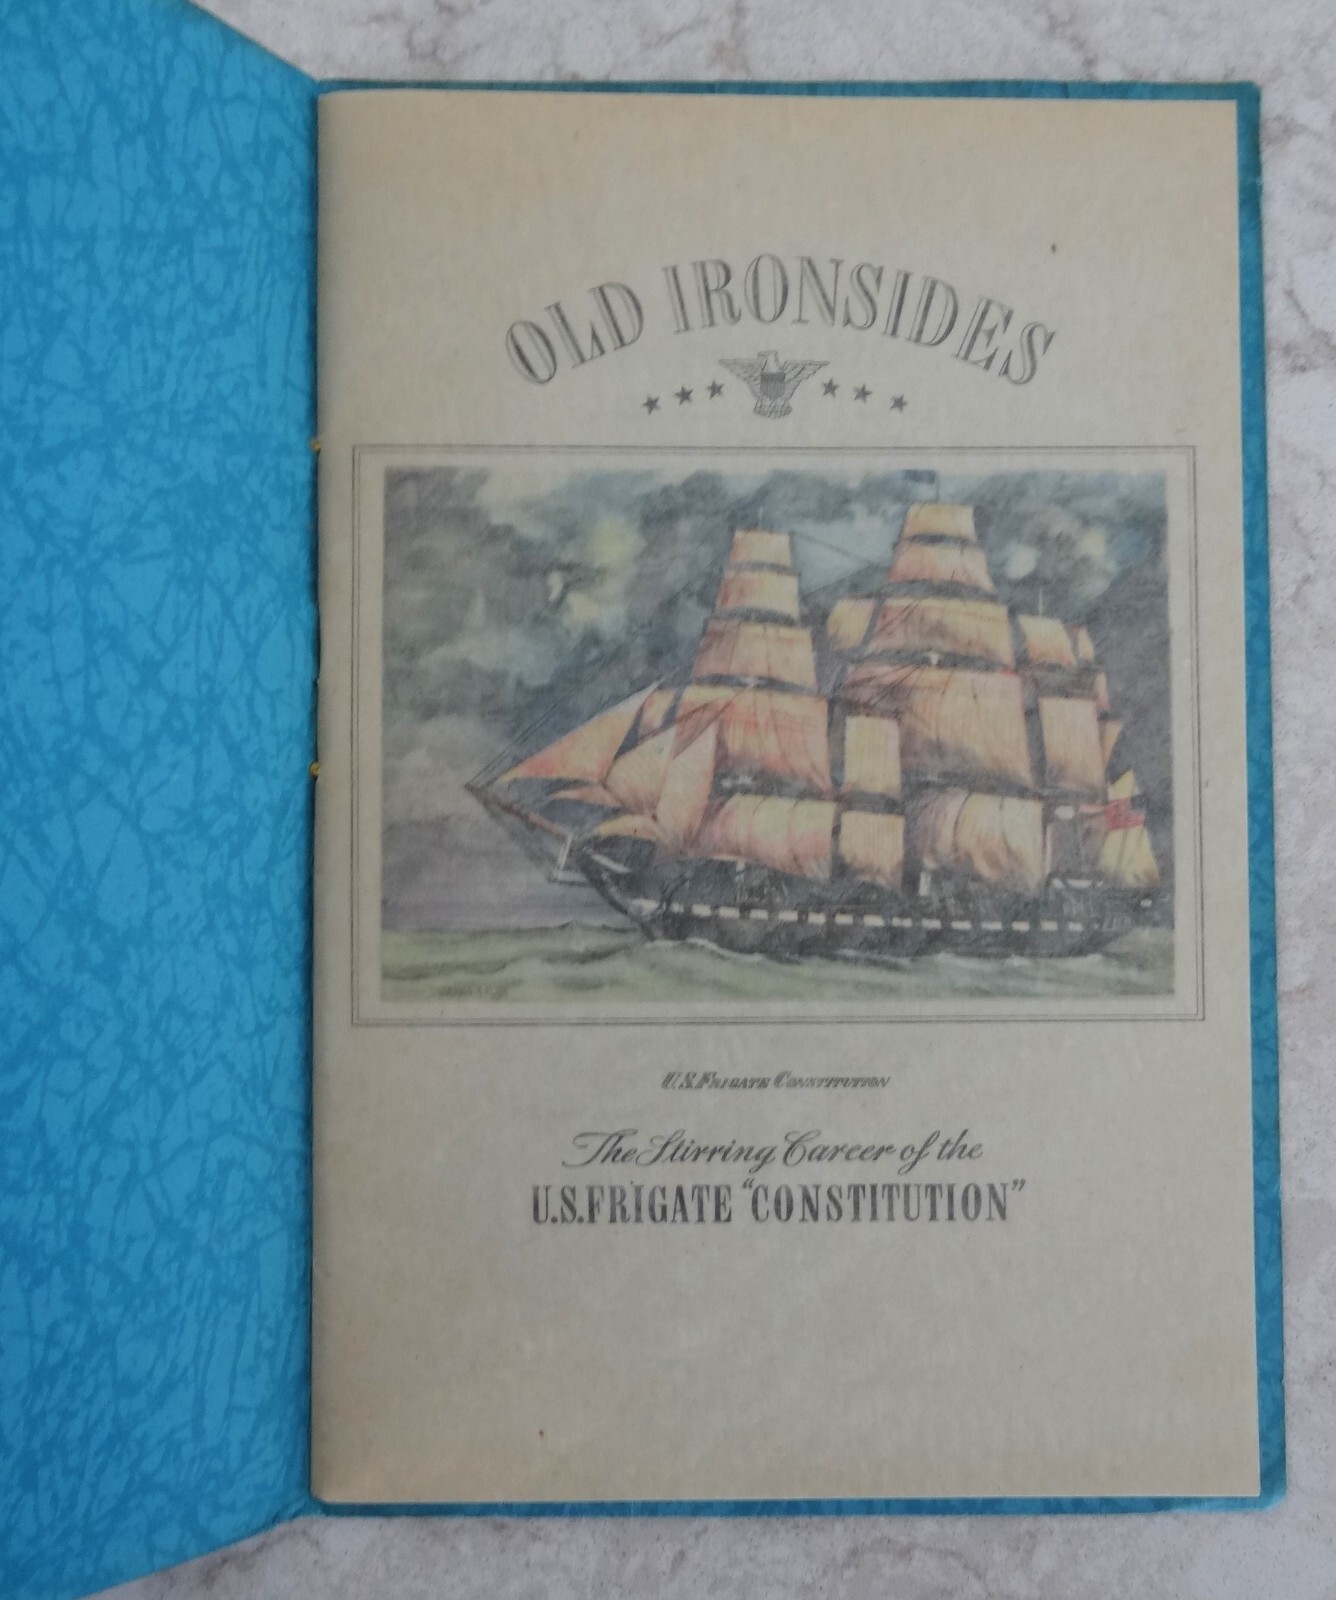 OLD IRONSIDES
U.S. FRIGATE CONSTITUTION
The Stirring Career of the
U.S. FRIGATE "CONSTITUTION"